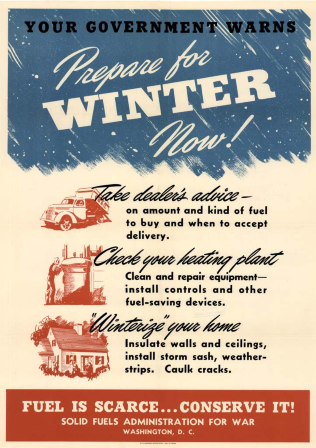 YOUR GOVERNMENT WARNS
Prepare for
WINTER
Now!
Take dealer's advice –
on amount and kind of fuel
to buy and when to accept
delivery.
Check your heating plant
Clean and repair equipment—
install controls and other
fuel-saving devices.
"Winterize" your home
Insulate walls and ceilings,
install storm sash, weather-
strips. Caulk cracks.
FUEL IS SCARCE...CONSERVE IT!
SOLID FUELS ADMINISTRATION FOR WAR
WASHINGTON, D. C.